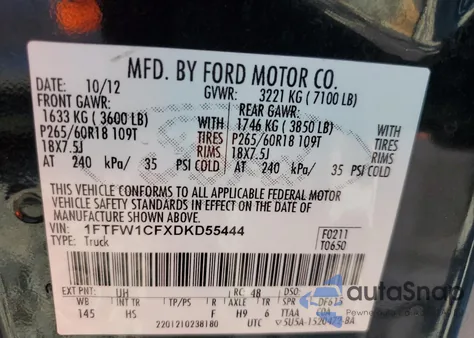 MFD. BY FORD MOTOR CO.
DATE: 10/12 GVWR: 3221 KG ( 7100 LB)
FRONT GAWR: REAR GAWR:
1633 KG ( 3600 LB) WITH 1746 KG ( 3850 LB) WITH
P265/60R18 109T TIRES P265/60R18 109T TIRES
18X7.5J RIMS 18X7.5J RIMS
AT 240 kPa/ 35 PSI COLD AT 240 kPa/ 35 PSI COLD
THIS VEHICLE CONFORMS TO ALL APPLICABLE FEDERAL MOTOR
VEHICLE SAFETY STANDARDS IN EFFECT ON THE DATE OF
MANUFACTURE SHOWN ABOVE.
VIN: 1FTFW1CFXDKD55444 F0211
TYPE: Truck T0650
EXT PNT: UH RC: 48 DSO:
WB INT TR TP/PS R AXLE TR SPR
145 HS F H9 6 TTAA
2201210238180 UTC
autoSnap